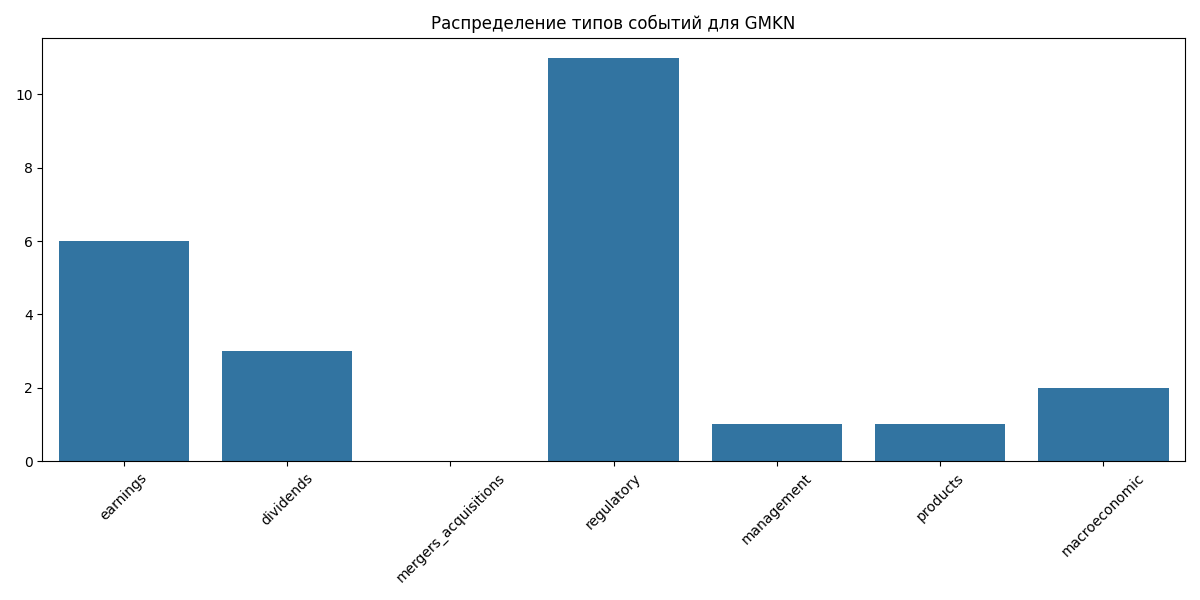 Распределение типов событий для GMKN
10
8
6
4
2
0
earnings
dividends
mergers_acquisitions
regulatory
management
products
macroeconomic